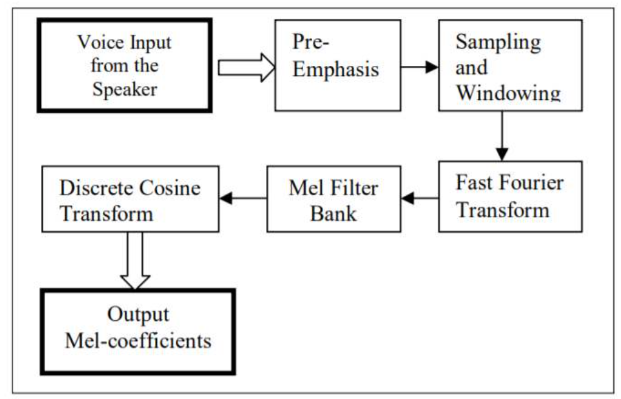 Voice Input
from the
Speaker
Pre-
Emphasis
Sampling
and
Windowing
Fast Fourier
Transform
Mel Filter
Bank
Discrete Cosine
Transform
Output
Mel-coefficients